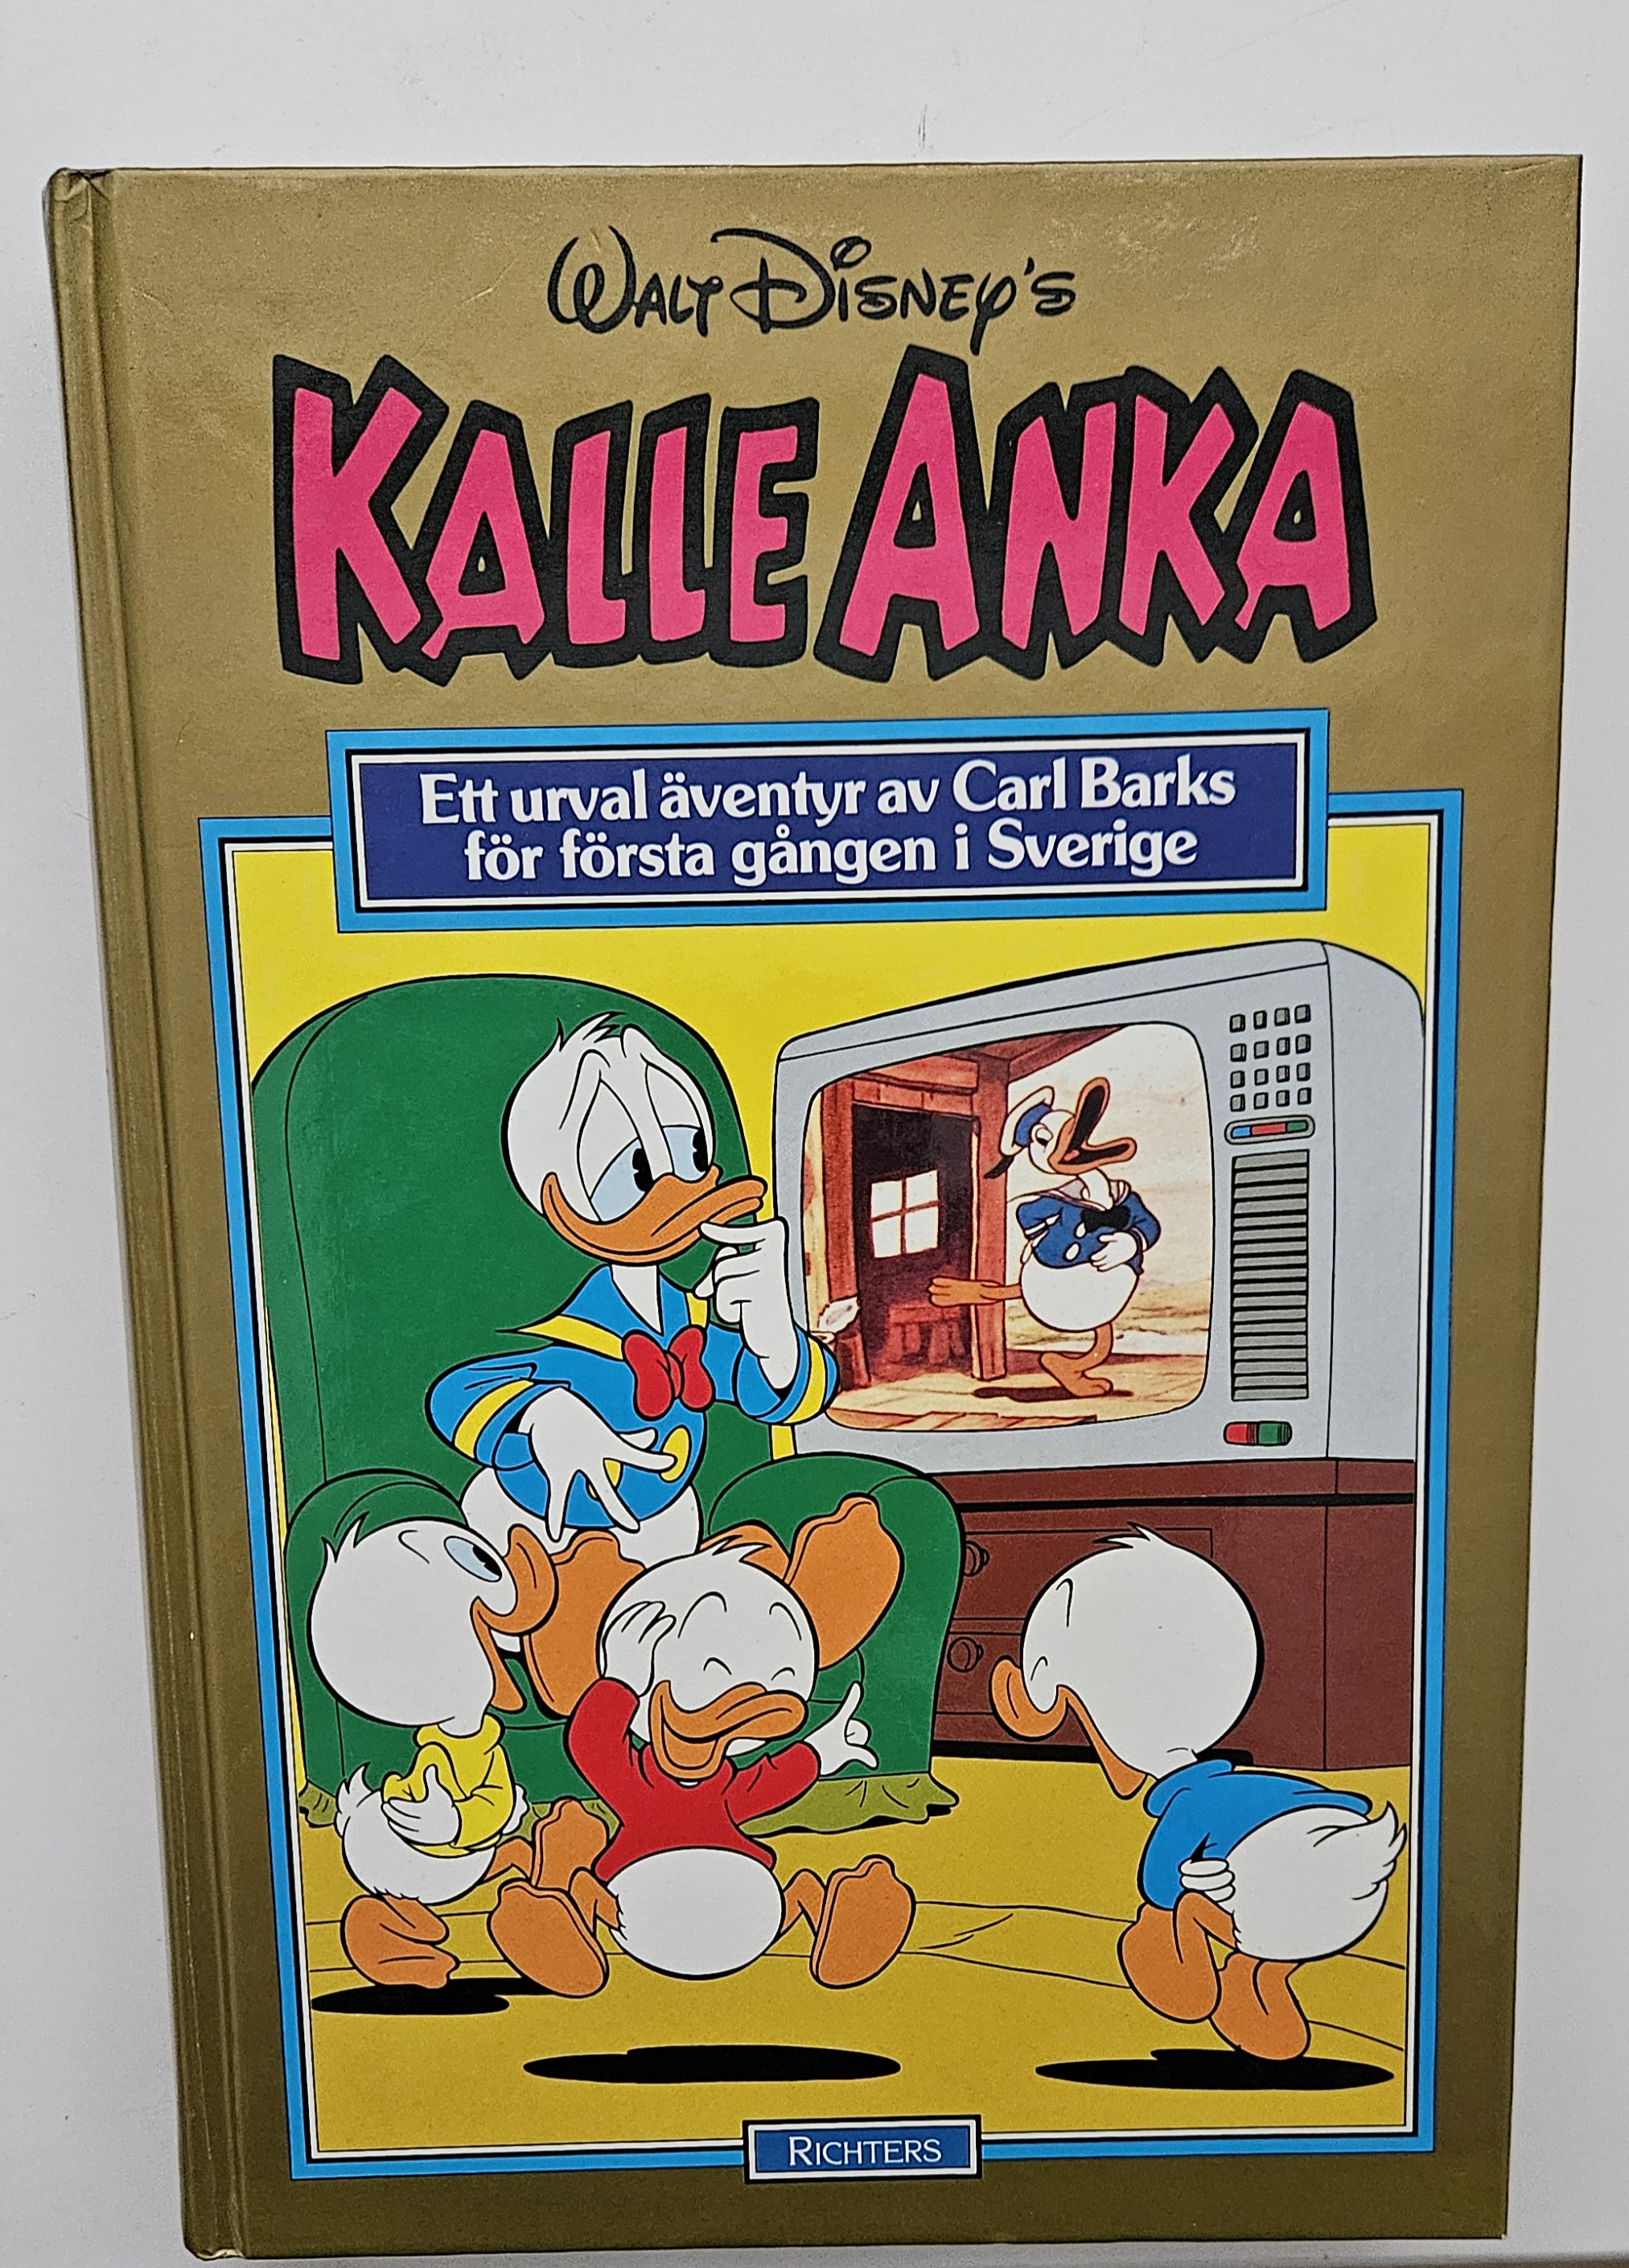 WALT DISNEY'S
KALLE ANKA
Ett urval äventyr av Carl Barks
för första gången i Sverige
RICHTERS